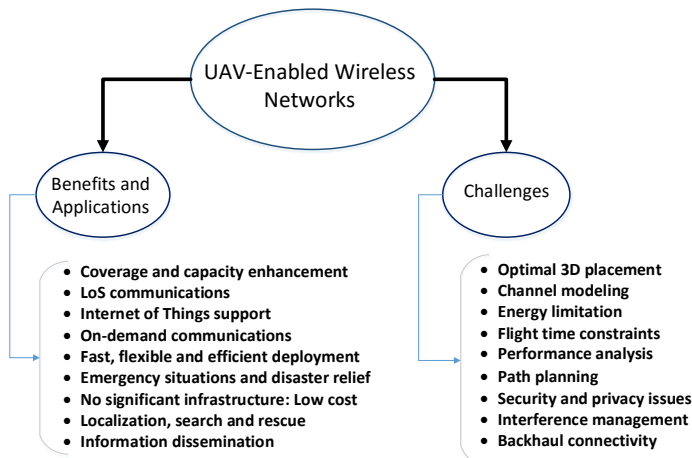 UAV-Enabled Wireless
Networks
Benefits and
Applications
• Coverage and capacity enhancement
• LoS communications
• Internet of Things support
• On-demand communications
• Fast, flexible and efficient deployment
• Emergency situations and disaster relief
• No significant infrastructure: Low cost
• Localization, search and rescue
• Information dissemination
Challenges
• Optimal 3D placement
• Channel modeling
• Energy limitation
• Flight time constraints
• Performance analysis
• Path planning
• Security and privacy issues
• Interference management
• Backhaul connectivity